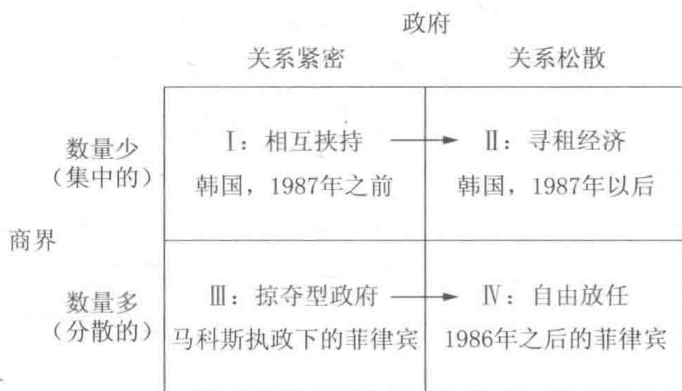 政府
关系紧密 关系松散
数量少
（集中的）
Ⅰ：相互挟持
韩国，1987年之前
Ⅱ：寻租经济
韩国，1987年以后
商界
数量多
（分散的）
Ⅲ：掠夺型政府
马科斯执政下的菲律宾
Ⅳ：自由放任
1986年之后的菲律宾